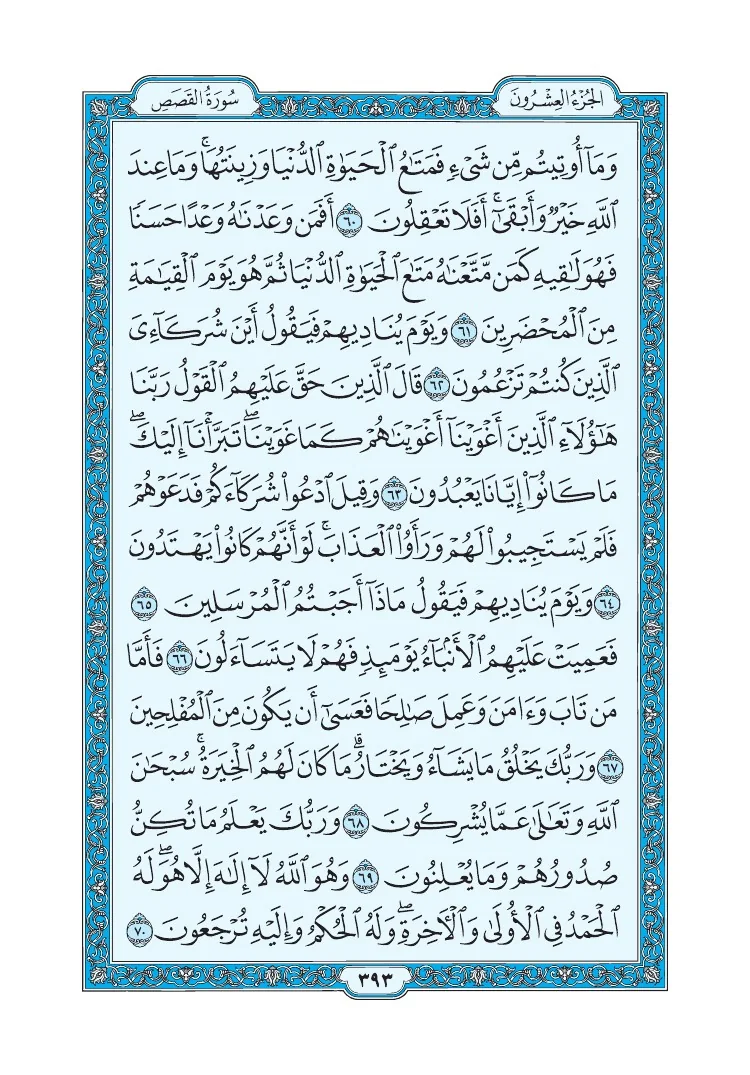 الجُزْءُ العِشْرُونَ
سُورَةُ القَصَصِ
وَمَآ أُوتِيتُم مِّن شَىْءٍ فَمَتَٰعُ ٱلْحَيَوٰةِ ٱلدُّنْيَا وَزِينَتُهَاۚ وَمَا عِندَ
ٱللَّهِ خَيْرٌ وَأَبْقَىٰٓۚ أَفَلَا تَعْقِلُونَ ٦٠ أَفَمَن وَعَدْنَٰهُ وَعْدًا حَسَنًا
فَهُوَ لَٰقِيهِ كَمَن مَّتَّعْنَٰهُ مَتَٰعَ ٱلْحَيَوٰةِ ٱلدُّنْيَا ثُمَّ هُوَ يَوْمَ ٱلْقِيَٰمَةِ
مِنَ ٱلْمُحْضَرِينَ ٦١ وَيَوْمَ يُنَادِيهِمْ فَيَقُولُ أَيْنَ شُرَكَآءِىَ
ٱلَّذِينَ كُنتُمْ تَزْعُمُونَ ٦٢ قَالَ ٱلَّذِينَ حَقَّ عَلَيْهِمُ ٱلْقَوْلُ رَبَّنَا
هَٰٓؤُلَآءِ ٱلَّذِينَ أَغْوَيْنَآ أَغْوَيْنَٰهُمْ كَمَا غَوَيْنَاۖ تَبَرَّأْنَآ إِلَيْكَۖ
مَا كَانُوٓا۟ إِيَّانَا يَعْبُدُونَ ٦٣ وَقِيلَ ٱدْعُوا۟ شُرَكَآءَكُمْ فَدَعَوْهُمْ
فَلَمْ يَسْتَجِيبُوا۟ لَهُمْ وَرَأَوُا۟ ٱلْعَذَابَۚ لَوْ أَنَّهُمْ كَانُوا۟ يَهْتَدُونَ
٦٤ وَيَوْمَ يُنَادِيهِمْ فَيَقُولُ مَاذَآ أَجَبْتُمُ ٱلْمُرْسَلِينَ ٦٥
فَعَمِيَتْ عَلَيْهِمُ ٱلْأَنۢبَآءُ يَوْمَئِذٍ فَهُمْ لَا يَتَسَآءَلُونَ ٦٦ فَأَمَّا
مَن تَابَ وَءَامَنَ وَعَمِلَ صَٰلِحًا فَعَسَىٰٓ أَن يَكُونَ مِنَ ٱلْمُفْلِحِينَ
٦٧ وَرَبُّكَ يَخْلُقُ مَا يَشَآءُ وَيَخْتَارُۗ مَا كَانَ لَهُمُ ٱلْخِيَرَةُۚ سُبْحَٰنَ
ٱللَّهِ وَتَعَٰلَىٰ عَمَّا يُشْرِكُونَ ٦٨ وَرَبُّكَ يَعْلَمُ مَا تُكِنُّ
صُدُورُهُمْ وَمَا يُعْلِنُونَ ٦٩ وَهُوَ ٱللَّهُ لَآ إِلَٰهَ إِلَّا هُوَۖ لَهُ
ٱلْحَمْدُ فِى ٱلْأُولَىٰ وَٱلْءَاخِرَةِۖ وَلَهُ ٱلْحُكْمُ وَإِلَيْهِ تُرْجَعُونَ ٧٠
٣٩٣